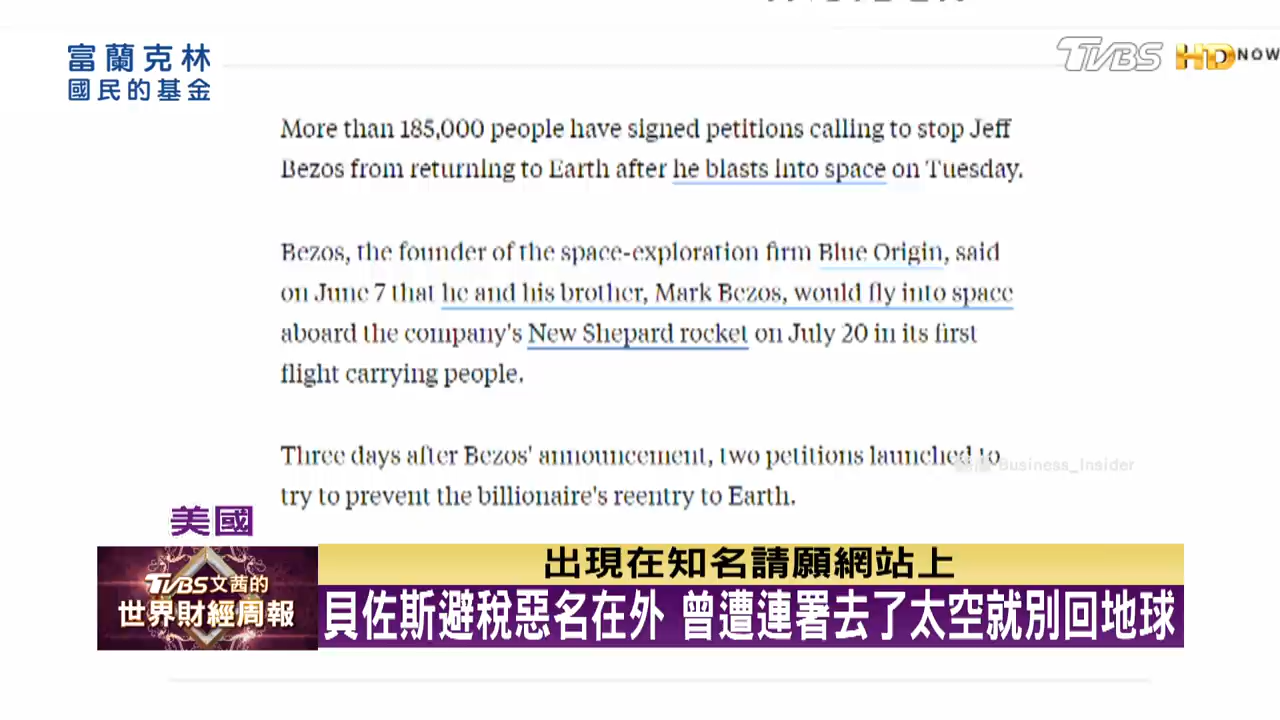 富蘭克林
國民的基金
TVBS HD NOW
More than 185,000 people have signed petitions calling to stop Jeff
Bezos from returning to Earth after he blasts into space on Tuesday.
Bezos, the founder of the space-exploration firm Blue Origin, said
on June 7 that he and his brother, Mark Bezos, would fly into space
aboard the company's New Shepard rocket on July 20 in its first
flight carrying people.
Three days after Bezos' announcement, two petitions launched to
try to prevent the billionaire's reentry to Earth.
Business_Insider
美國
TVBS文茜的
世界財經周報
出現在知名請願網站上
貝佐斯避稅惡名在外 曾遭連署去了太空就別回地球